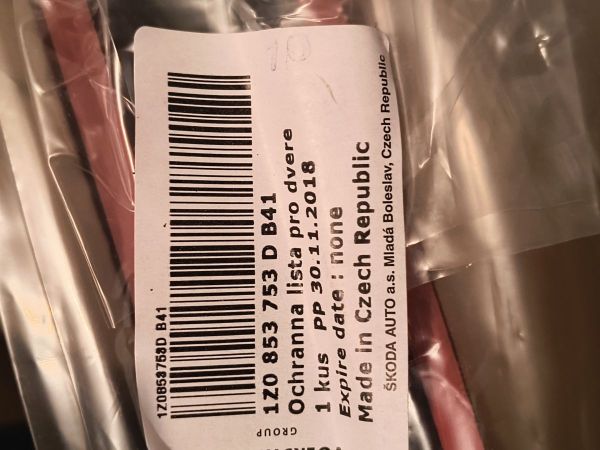 10
GROUP
1Z0853753D B41
1Z0 853 753 D B41
Ochranna lista pro dvere
1 kus PP 30.11.2018
Expire date : none
Made in Czech Republic
ŠKODA AUTO a.s. Mladá Boleslav, Czech Republic